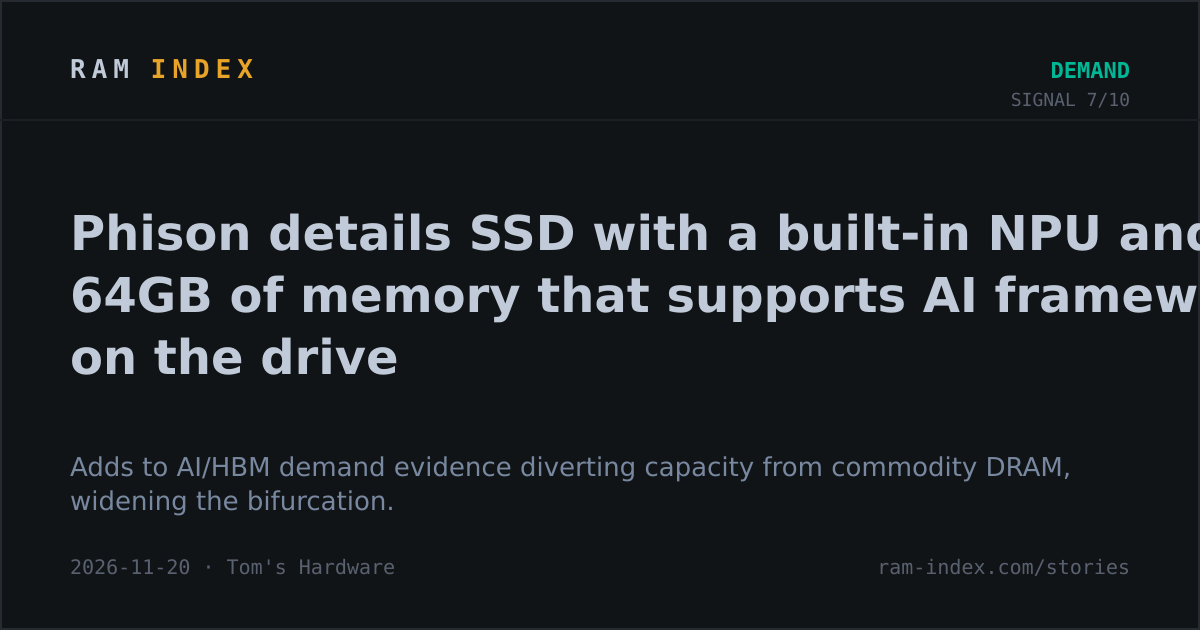 RAM INDEX
DEMAND
SIGNAL 7/10
Phison details SSD with a built-in NPU and
64GB of memory that supports AI framew
on the drive
Adds to AI/HBM demand evidence diverting capacity from commodity DRAM,
widening the bifurcation.
2026-11-20 · Tom's Hardware
ram-index.com/stories